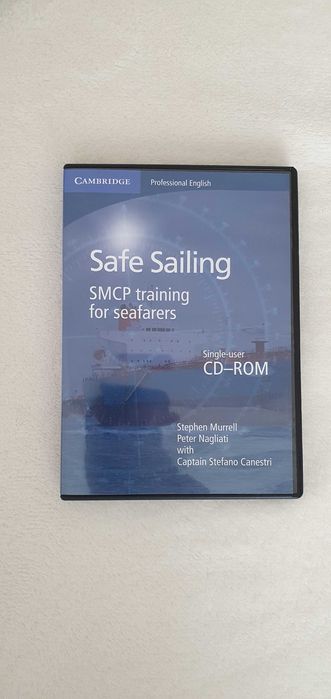 CAMBRIDGE Professional English
Safe Sailing
SMCP training
for seafarers
Single-user
CD–ROM
Stephen Murrell
Peter Nagliati
with
Captain Stefano Canestri